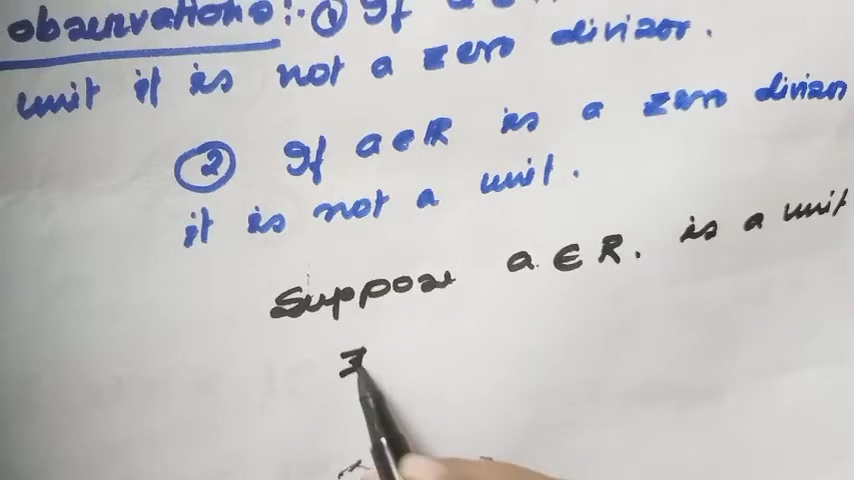 observations:- ① If a ∈
unit it is not a zero divisor.
② If a ∈ R is a zero divisor
it is not a unit.
Suppose a ∈ R. is a unit
∃